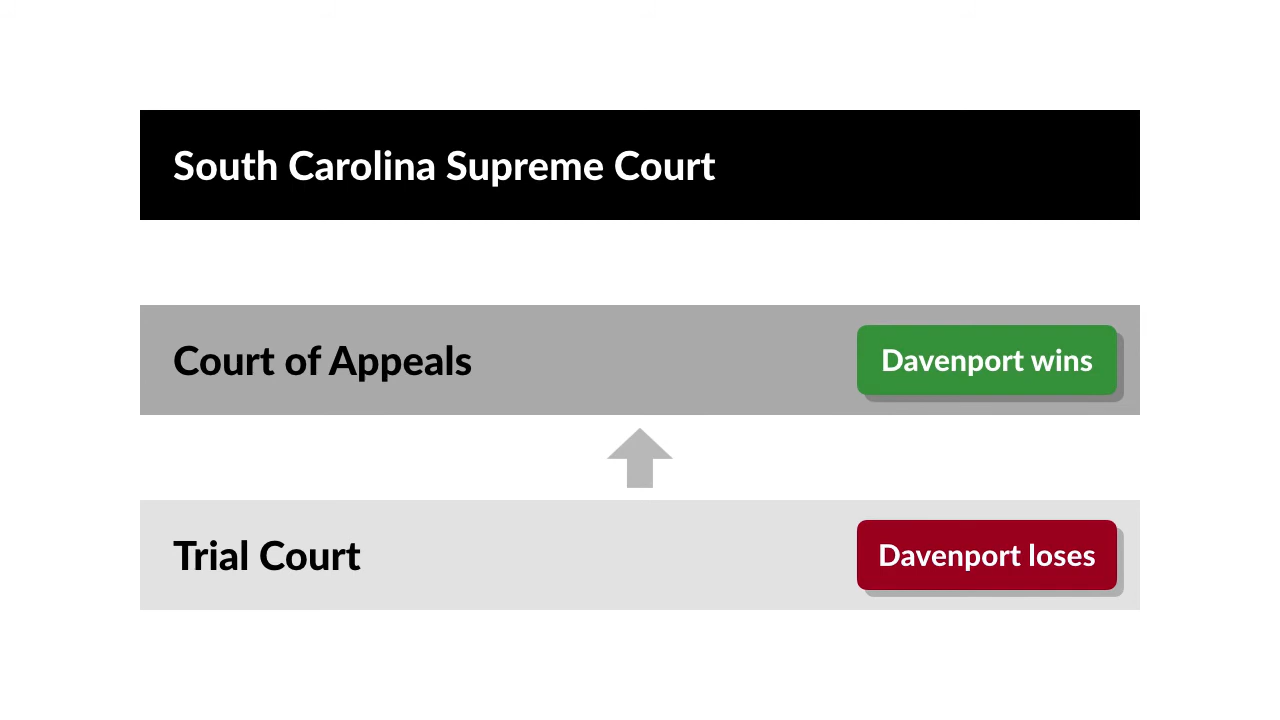 South Carolina Supreme Court
Court of Appeals
Davenport wins
Trial Court
Davenport loses